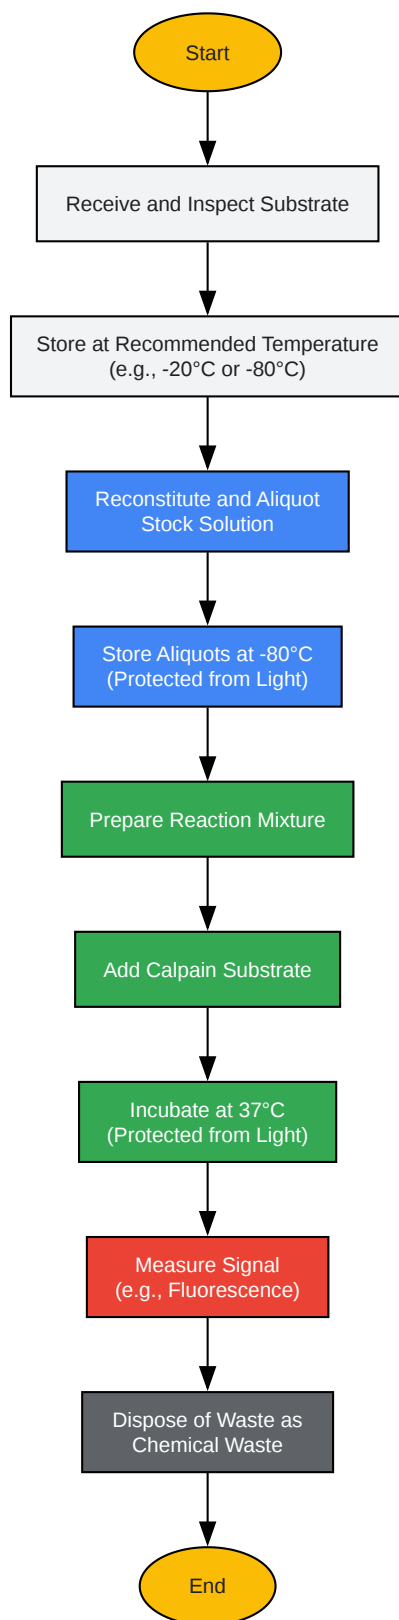 Start
Receive and Inspect Substrate
Store at Recommended Temperature
(e.g., -20°C or -80°C)
Reconstitute and Aliquot
Stock Solution
Store Aliquots at -80°C
(Protected from Light)
Prepare Reaction Mixture
Add Calpain Substrate
Incubate at 37°C
(Protected from Light)
Measure Signal
(e.g., Fluorescence)
Dispose of Waste as
Chemical Waste
End